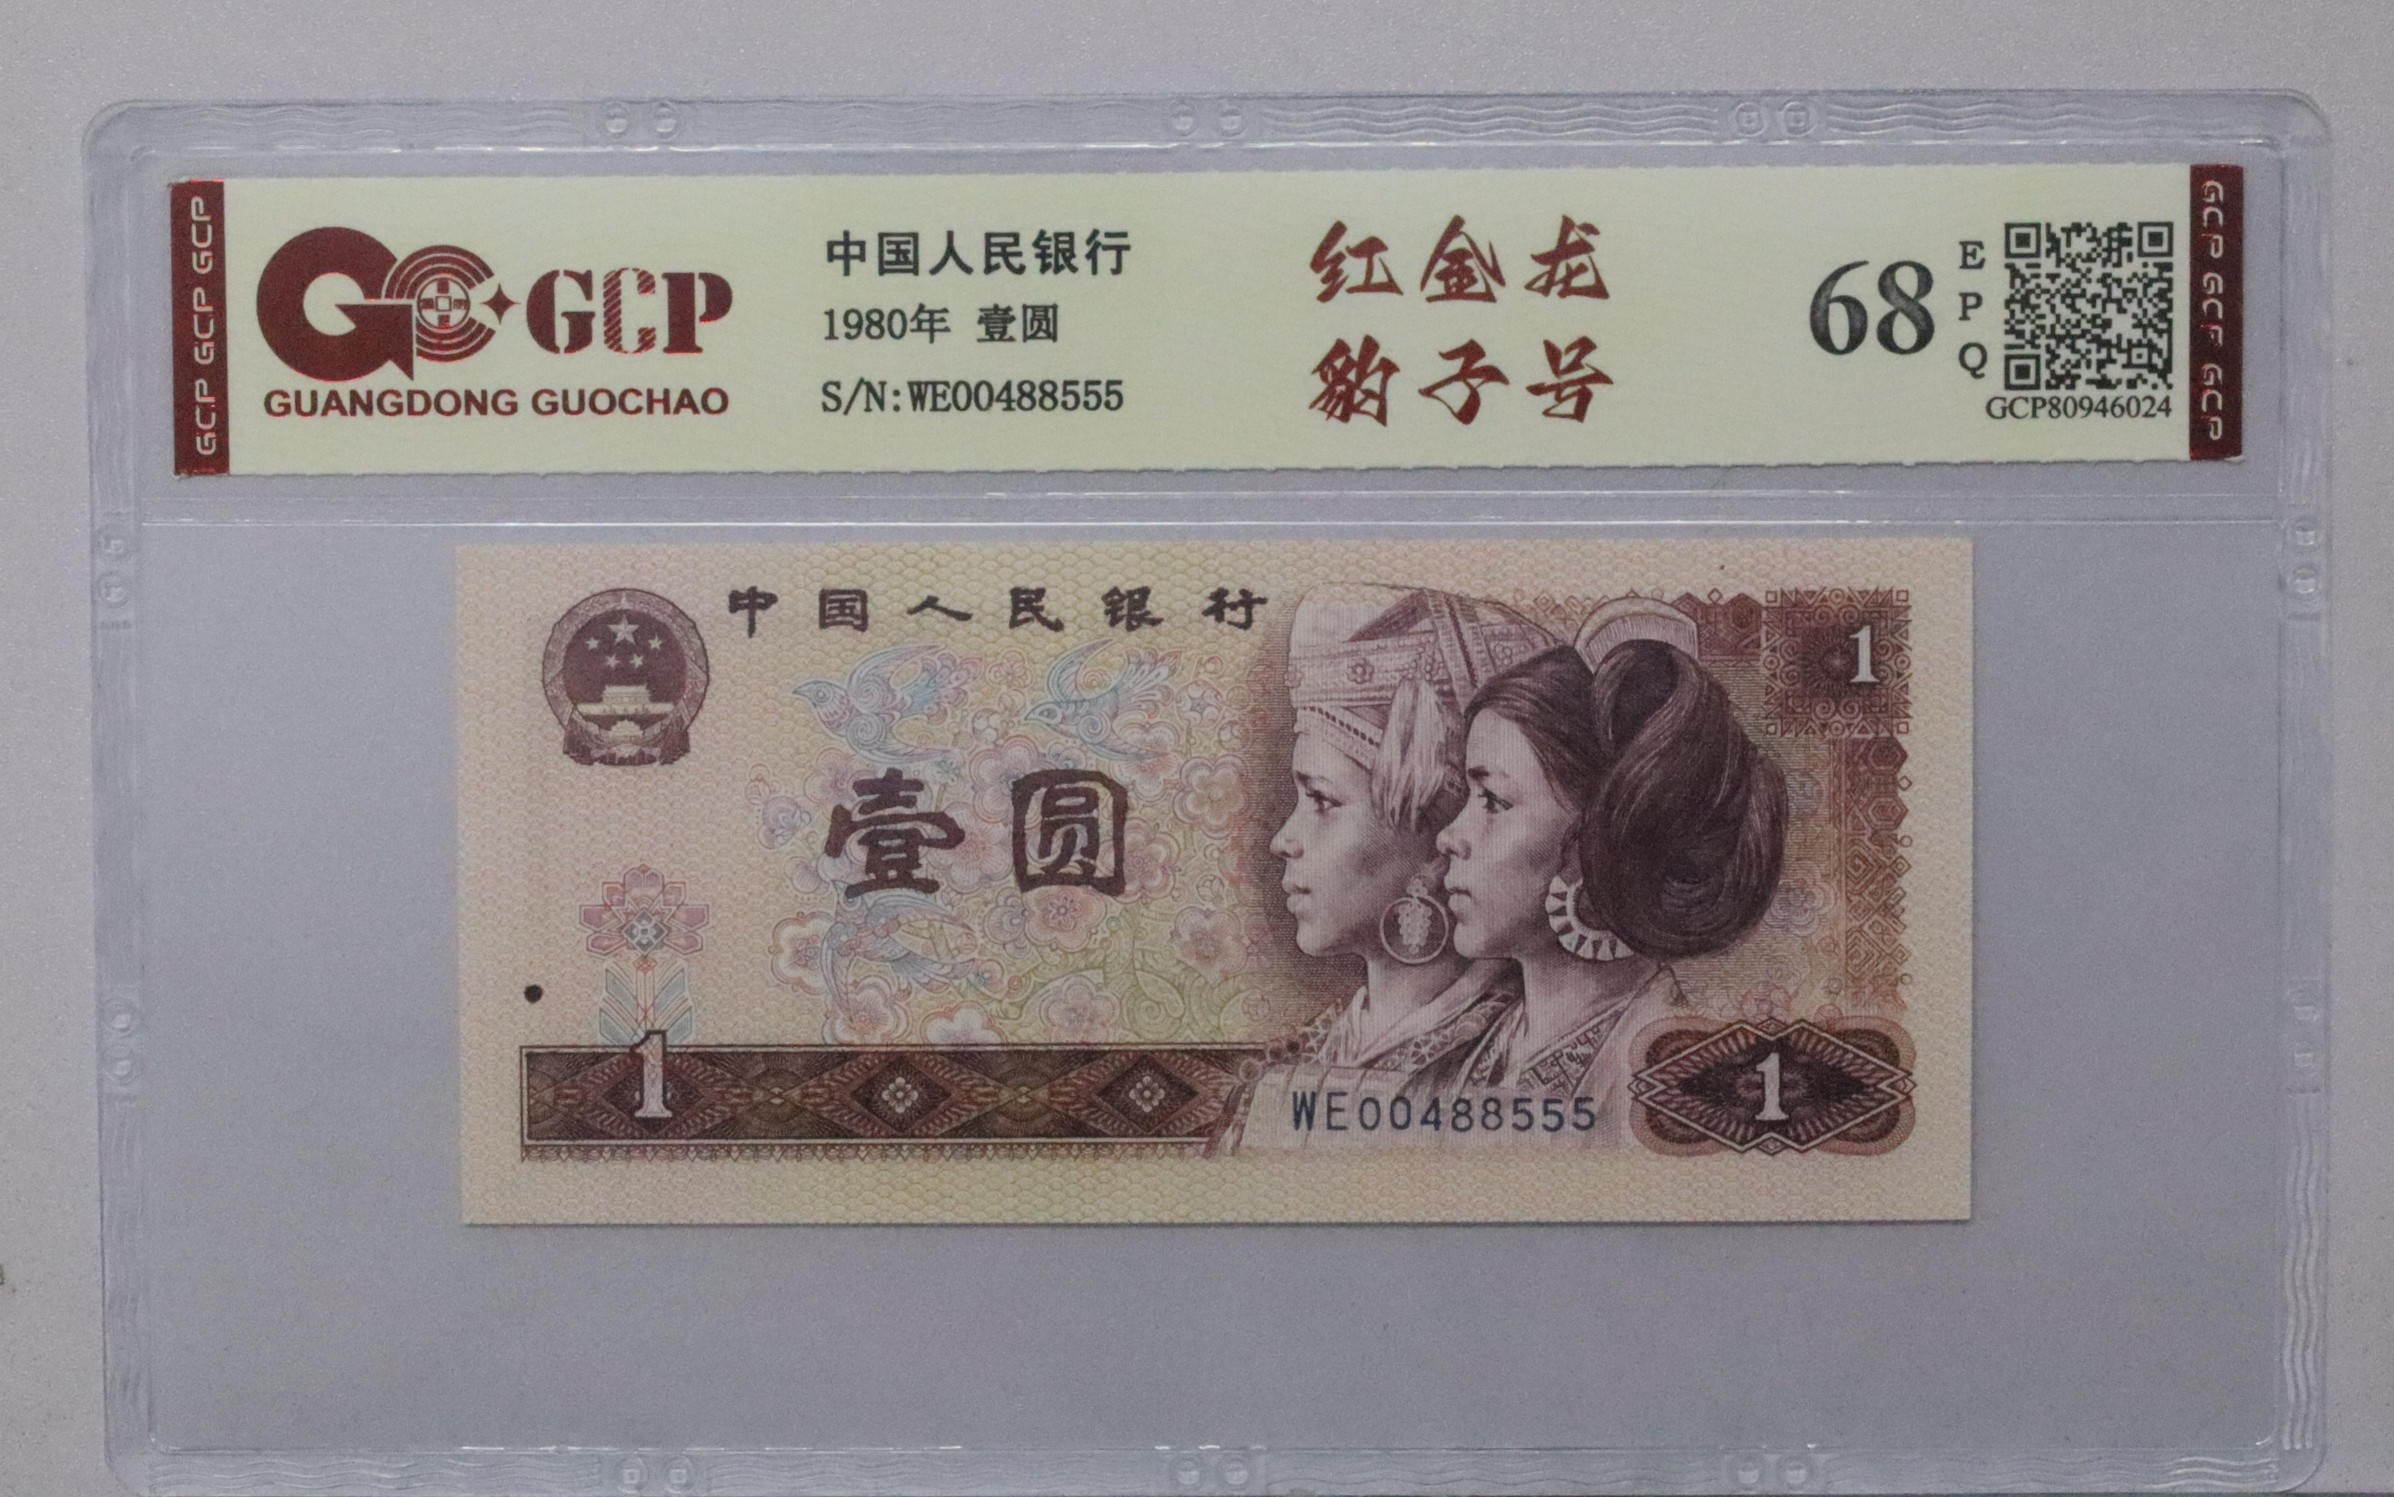 GCP GCP GCP
GCP
GUANGDONG GUOCHAO
中国人民银行
1980年 壹圆
S/N:WE00488555
红金龙
豹子号
68
E
P
Q
GCP80946024
GCP GCP GCP
中国人民银行
1
壹圆
1
WE00488555
1